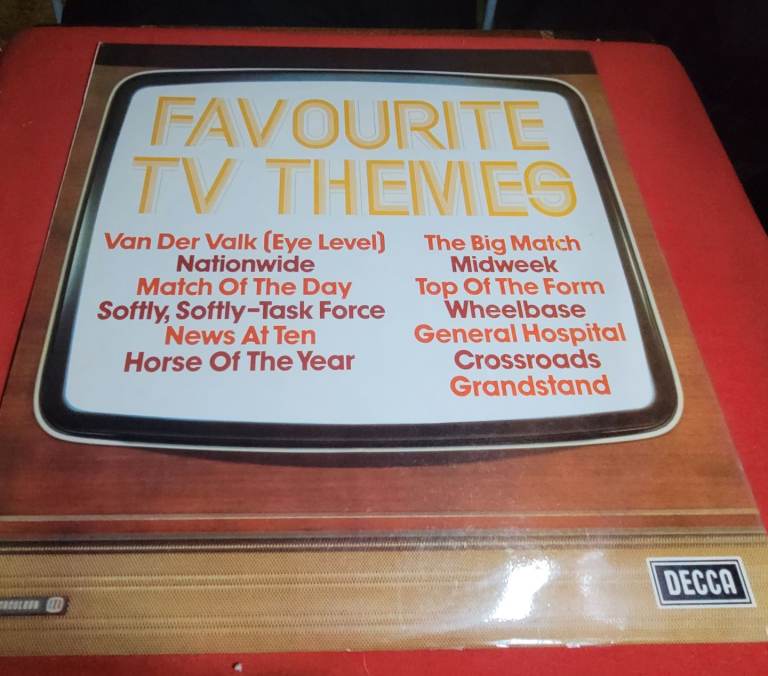 FAVOURITE
TV THEMES
Van Der Valk (Eye Level)
Nationwide
Match Of The Day
Softly, Softly-Task Force
News At Ten
Horse Of The Year
The Big Match
Midweek
Top Of The Form
Wheelbase
General Hospital
Crossroads
Grandstand
DECCA